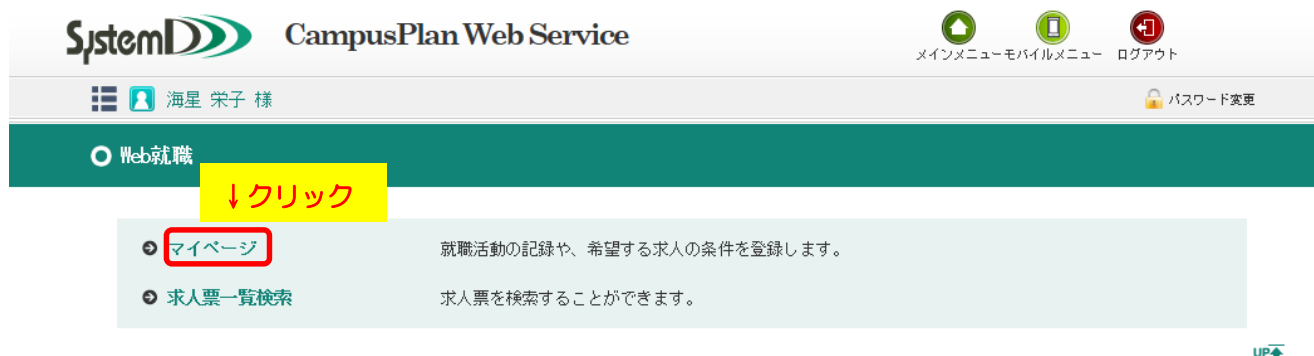 SystemD CampusPlan Web Service
メインメニュー モバイルメニュー ログアウト
海星 栄子 様 パスワード変更
Web就職
↓クリック
マイページ 就職活動の記録や、希望する求人の条件を登録します。
求人票一覧検索 求人票を検索することができます。
UP